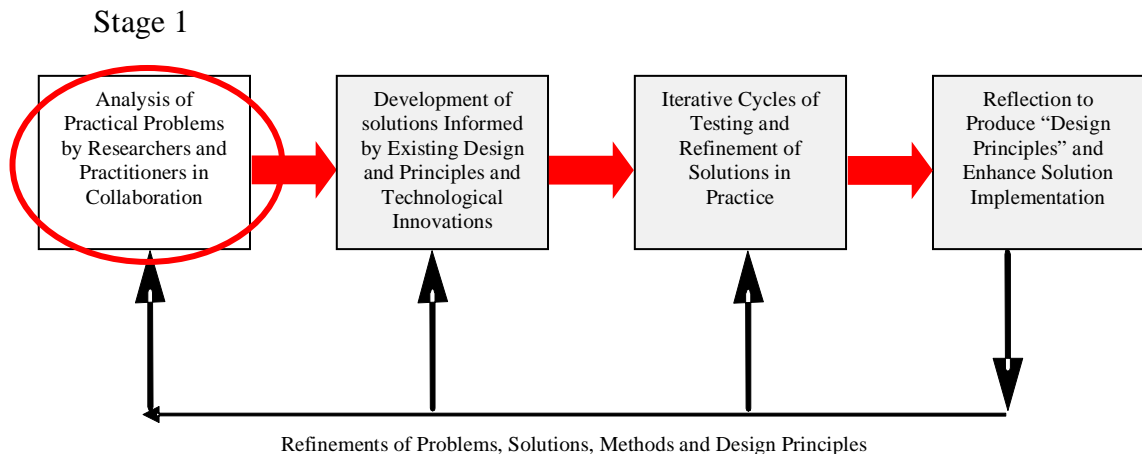 Stage 1
Analysis of
Practical Problems
by Researchers and
Practitioners in
Collaboration
Development of
solutions Informed
by Existing Design
and Principles and
Technological
Innovations
Iterative Cycles of
Testing and
Refinement of
Solutions in
Practice
Reflection to
Produce “Design
Principles” and
Enhance Solution
Implementation
Refinements of Problems, Solutions, Methods and Design Principles